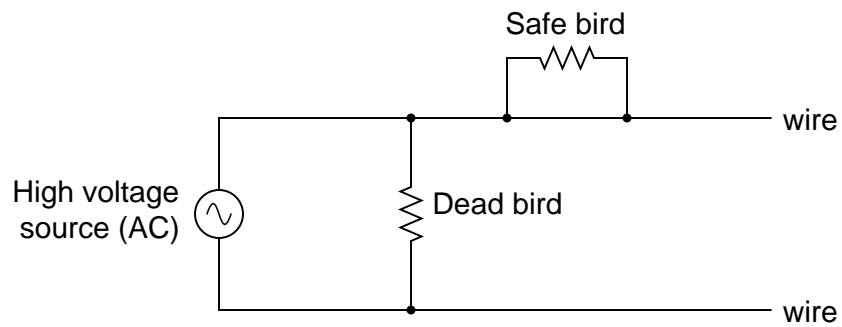 Safe bird
wire
High voltage
source (AC)
Dead bird
wire